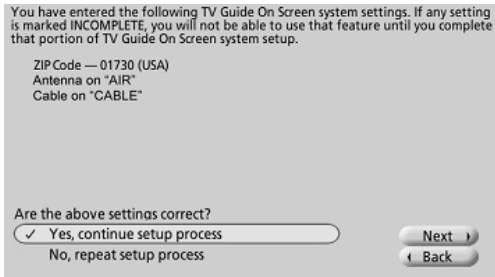 You have entered the following TV Guide On Screen system settings. If any setting
is marked INCOMPLETE, you will not be able to use that feature until you complete
that portion of TV Guide On Screen system setup.
ZIP Code — 01730 (USA)
Antenna on “AIR”
Cable on “CABLE”
Are the above settings correct?
✓ Yes, continue setup process
No, repeat setup process
Next
Back